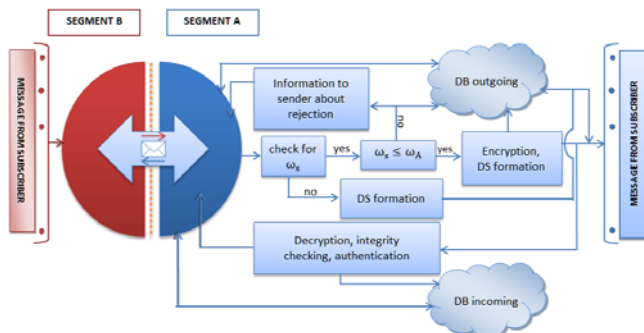 SEGMENT B
SEGMENT A
MESSAGE FROM SUBSCRIBER
Information to
sender about
rejection
DB outgoing
no
check for
ωs
yes
ωs ≤ ωA
yes
Encryption,
DS formation
no
DS formation
Decryption, integrity
checking, authentication
DB incoming
MESSAGE FROM SUBSCRIBER